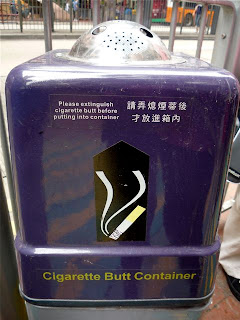 Please extinguish
cigarette butt before
putting into container
請弄熄煙蒂後
才放進箱內
Cigarette Butt Container